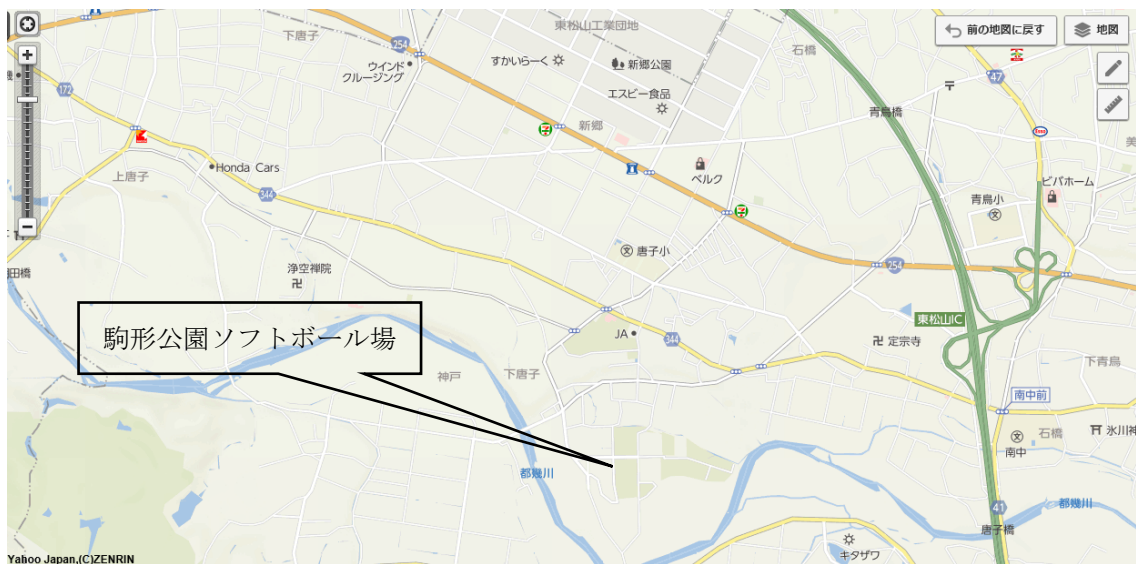 東松山工業団地
下唐子
石橋
前の地図に戻す
地図
254
すかいらーく
新郷公園
47
ウインド
クルージング
172
エスビー食品
青鳥橋
新郷
Honda Cars
ベルク
ビバホーム
上唐子
344
青鳥小
文
唐子小
文
254
浄空禅院
田橋
東松山IC
駒形公園ソフトボール場
JA
344
定宗寺
下青鳥
神戸
下唐子
南中前
石橋
氷川神
文
南中
都幾川
41
都幾川
唐子橋
キタザワ
Yahoo Japan,(C)ZENRIN